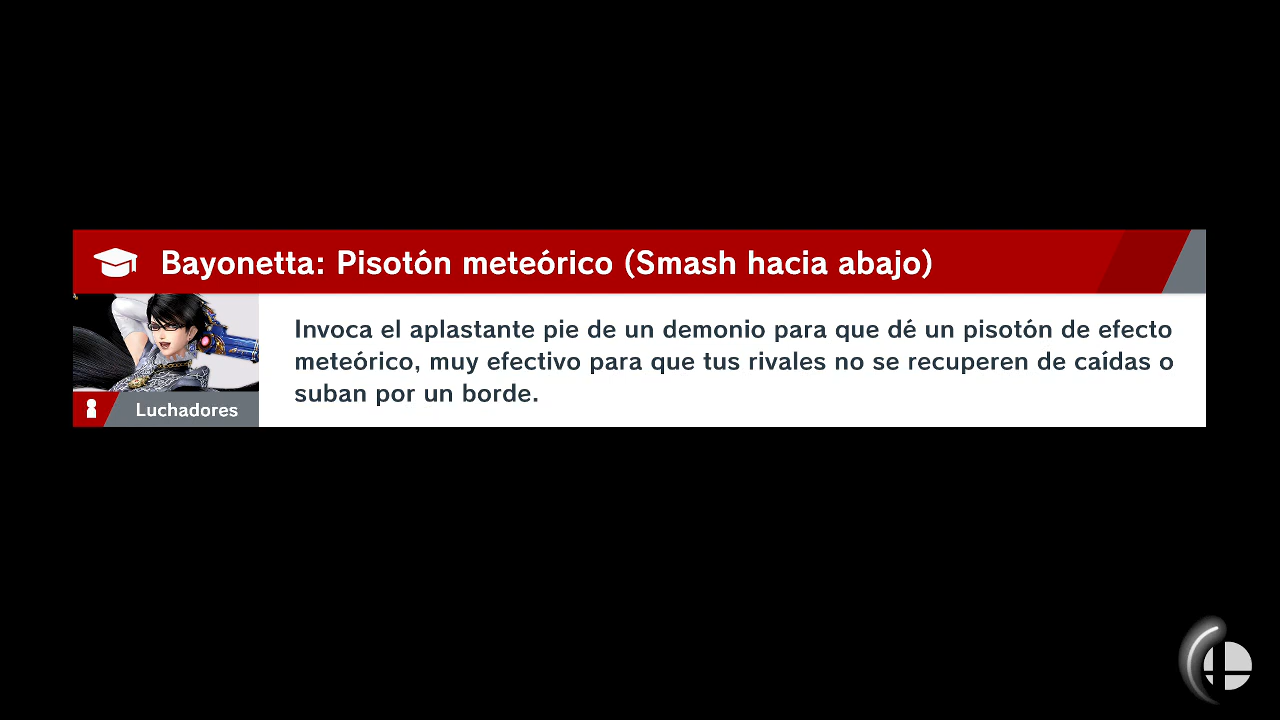 Bayonetta: Pisotón meteórico (Smash hacia abajo)
Invoca el aplastante pie de un demonio para que dé un pisotón de efecto
meteórico, muy efectivo para que tus rivales no se recuperen de caídas o
suban por un borde.
Luchadores